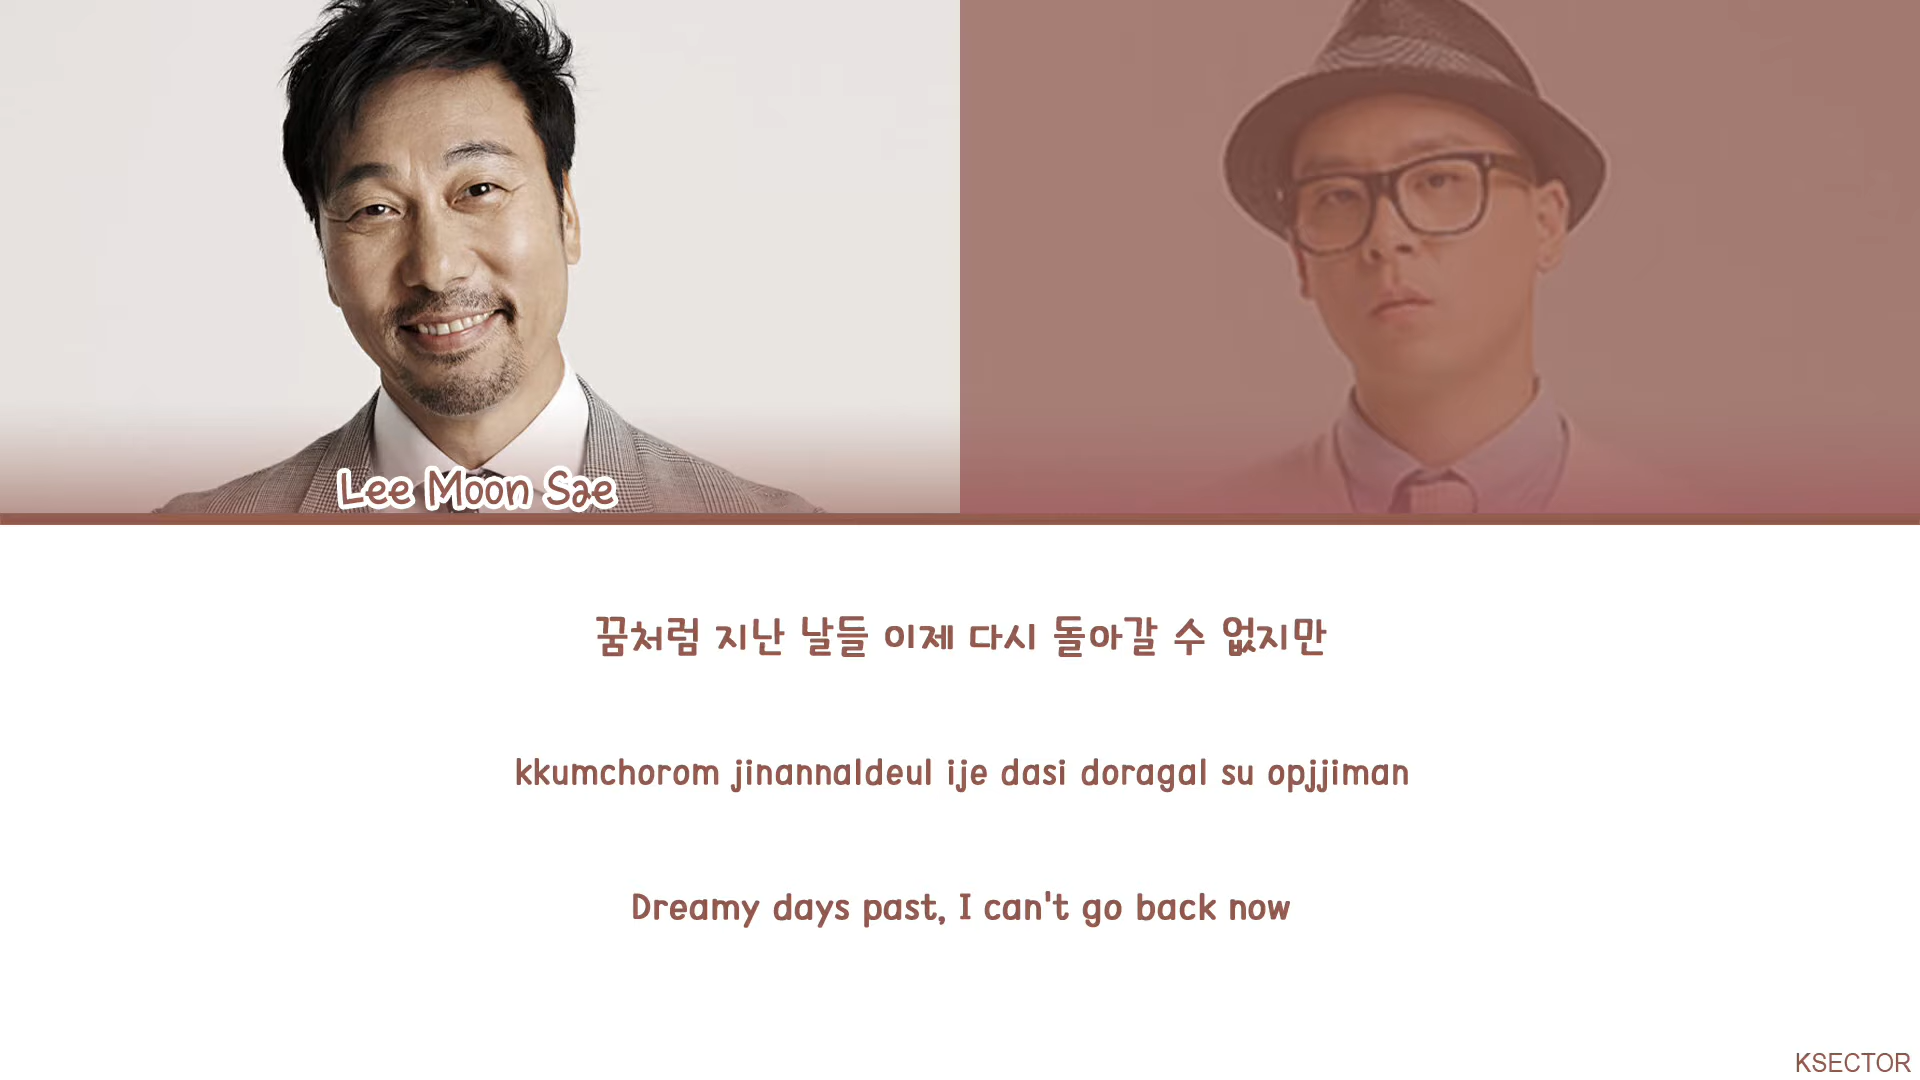 Lee Moon Sae
꿈처럼 지난 날들 이제 다시 돌아갈 수 없지만
kkumchorom jinannaldeul ije dasi doragal su opjjiman
Dreamy days past, I can't go back now
KSECTOR